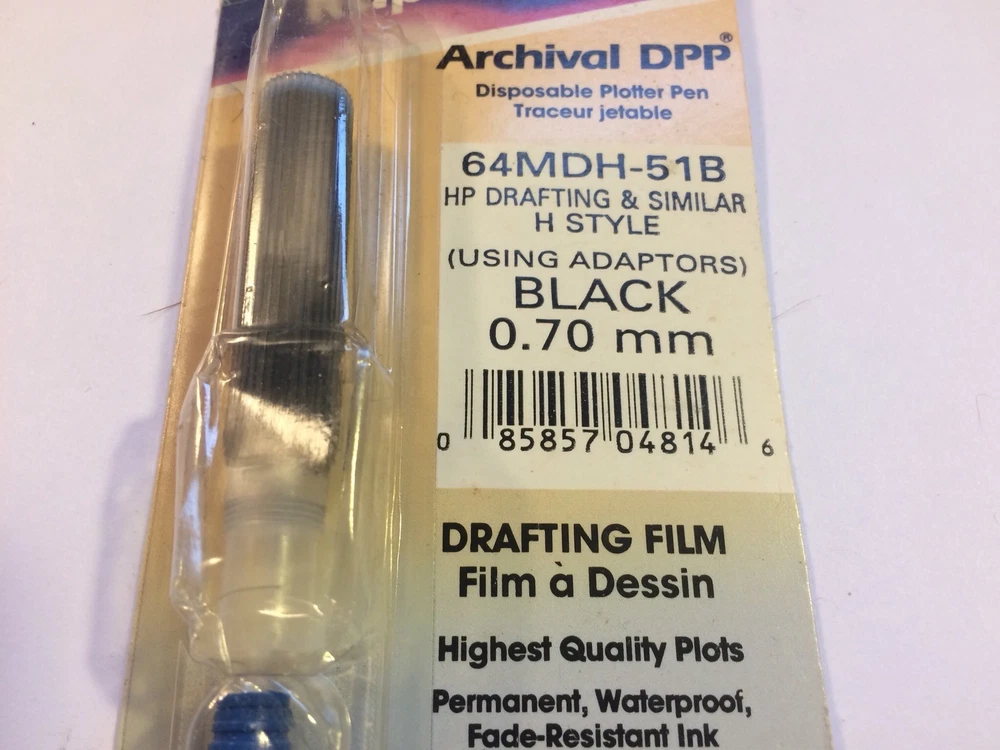 Archival DPP®
Disposable Plotter Pen
Traceur jetable
64MDH-51B
HP DRAFTING & SIMILAR
H STYLE
(USING ADAPTORS)
BLACK
0.70 mm
0 85857 04814 6
DRAFTING FILM
Film à Dessin
Highest Quality Plots
Permanent, Waterproof,
Fade-Resistant Ink